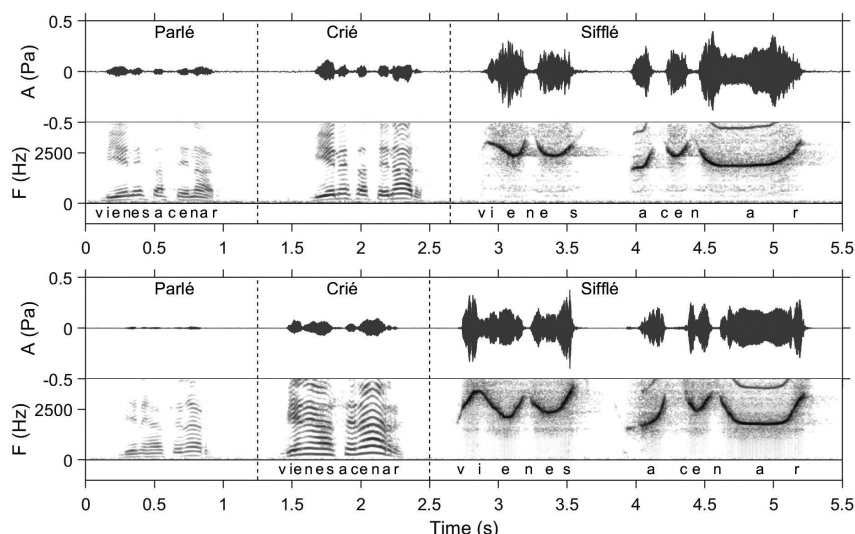 Parlé Crié Sifflé
0.5
A (Pa)
0
-0.5
F (Hz)
2500
0
v i e n e s a c e n a r v i e n e s a c e n a r
0 0.5 1 1.5 2 2.5 3 3.5 4 4.5 5 5.5
Parlé Crié Sifflé
0.5
A (Pa)
0
-0.5
F (Hz)
2500
0
v i e n e s a c e n a r v i e n e s a c e n a r
0 0.5 1 1.5 2 2.5 3 3.5 4 4.5 5 5.5
Time (s)